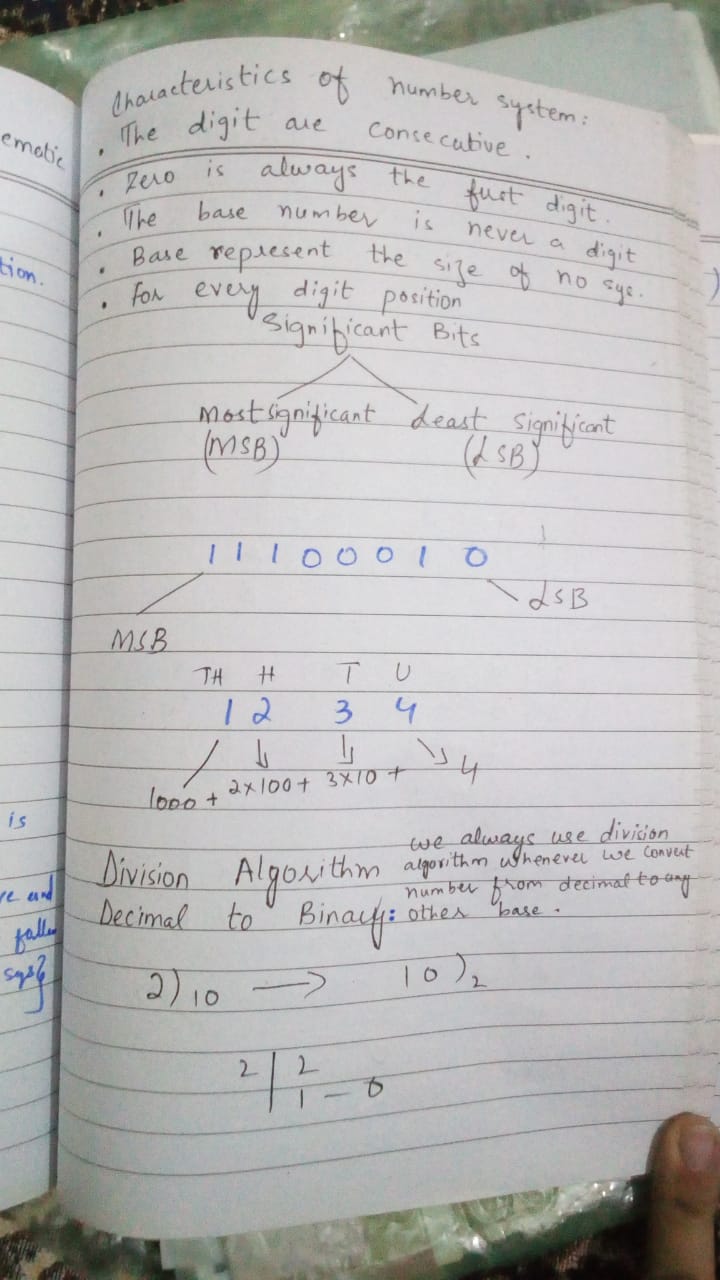 ematic
tion.
)
is
re and
falle
sys?
Characteristics of number system:
• The digit are consecutive.
• Zero is always the first digit.
• The base number is never a digit
• Base represent the size of no sys.
• For every digit position
Significant Bits
Most significant Least significant
(MSB) (LSB)
1 1 1 0 0 0 1 0
MSB LSB
TH H T U
1 2 3 4
1000 + 2x100 + 3x10 + 4
Division Algorithm we always use division
algorithm whenever we convert
number from decimal to any
Decimal to Binary: other base.
2)10 → 10)2
2 | 2
1 - 0